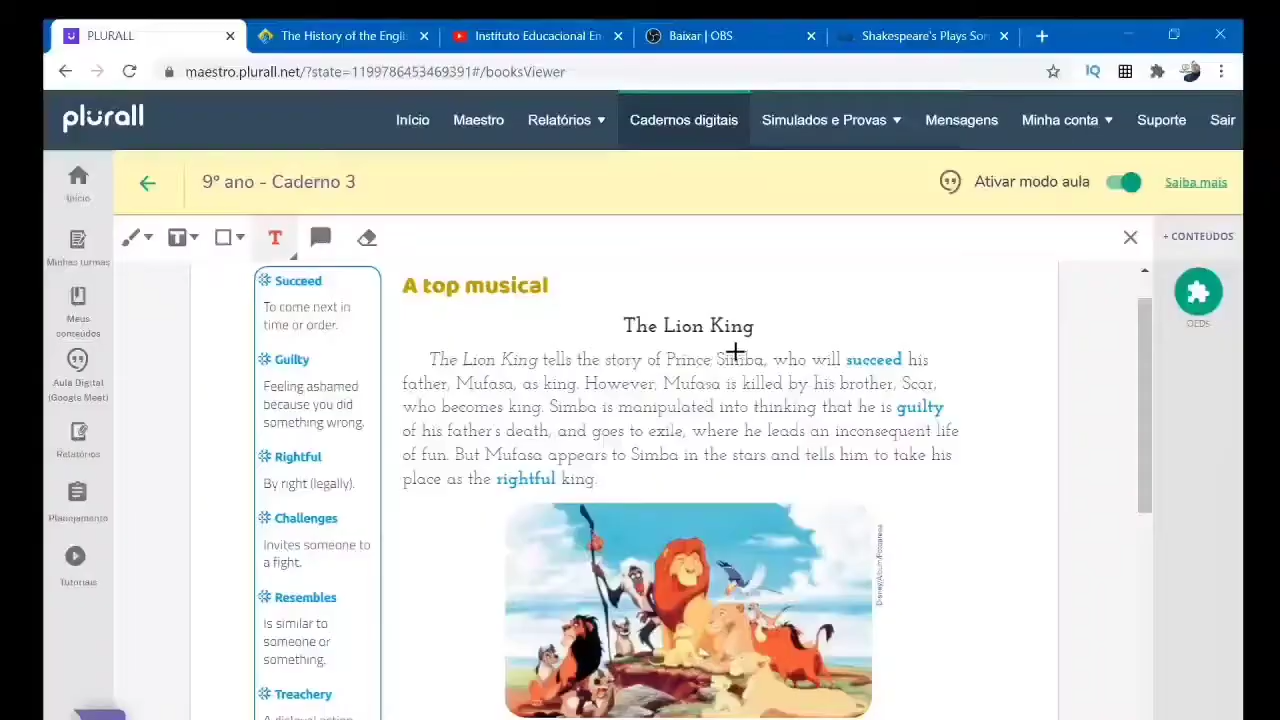 PLURALL
The History of the Engli
Instituto Educacional En
Baixar | OBS
Shakespeare's Plays Son
maestro.plurall.net/?state=1199786453469391#/booksViewer
IQ
plurall
Início
Maestro
Relatórios
Cadernos digitais
Simulados e Provas
Mensagens
Minha conta
Suporte
Sair
Início
Minhas turmas
Meus
conteúdos
Aula Digital
(Google Meet)
Relatórios
Planejamento
Tutoriais
9º ano - Caderno 3
Ativar modo aula
Saiba mais
+ CONTEÚDOS
OEDS
Succeed
To come next in
time or order.
Guilty
Feeling ashamed
because you did
something wrong.
Rightful
By right (legally).
Challenges
Invites someone to
a fight.
Resembles
Is similar to
someone or
something.
Treachery
A disloyal action
A top musical
The Lion King
The Lion King tells the story of Prince Simba, who will succeed his
father, Mufasa, as king. However, Mufasa is killed by his brother, Scar,
who becomes king. Simba is manipulated into thinking that he is guilty
of his father's death, and goes to exile, where he leads an inconsequent life
of fun. But Mufasa appears to Simba in the stars and tells him to take his
place as the rightful king.
Disney/Album/Fotoarena